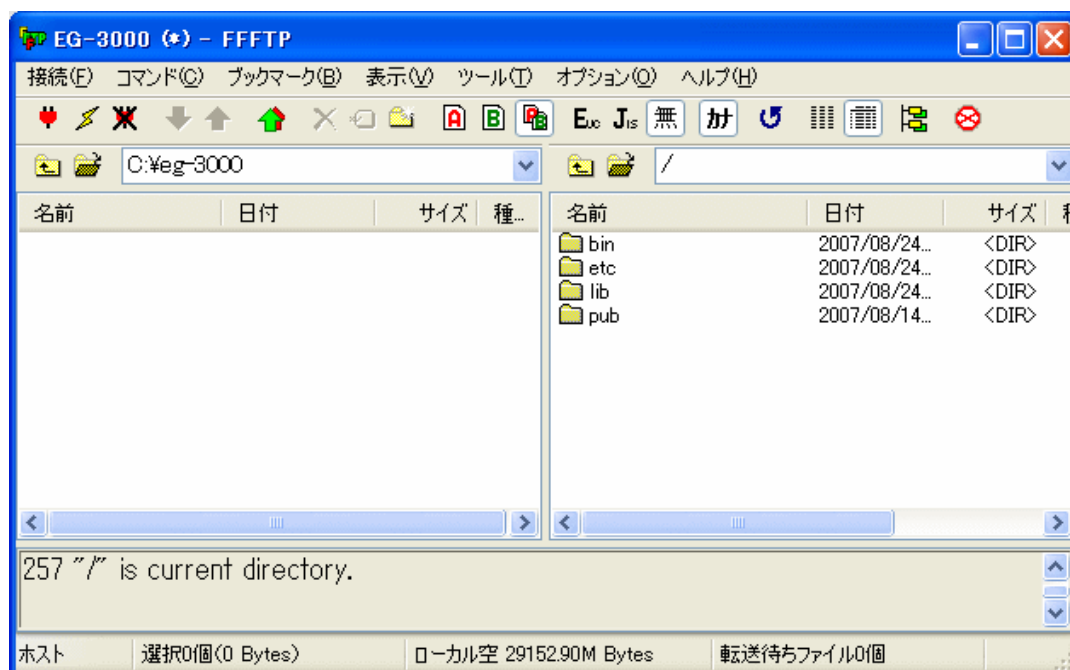 EG-3000 (*) - FFFTP
接続(F) コマンド(C) ブックマーク(B) 表示(V) ツール(T) オプション(O) ヘルプ(H)
A B B Euc Jis 無 カナ
C:¥eg-3000 /
名前 日付 サイズ 種... 名前 日付 サイズ
bin 2007/08/24... <DIR>
etc 2007/08/24... <DIR>
lib 2007/08/24... <DIR>
pub 2007/08/14... <DIR>
257 "/" is current directory.
ホスト 選択0個(0 Bytes) ローカル空 29152.90M Bytes 転送待ちファイル0個